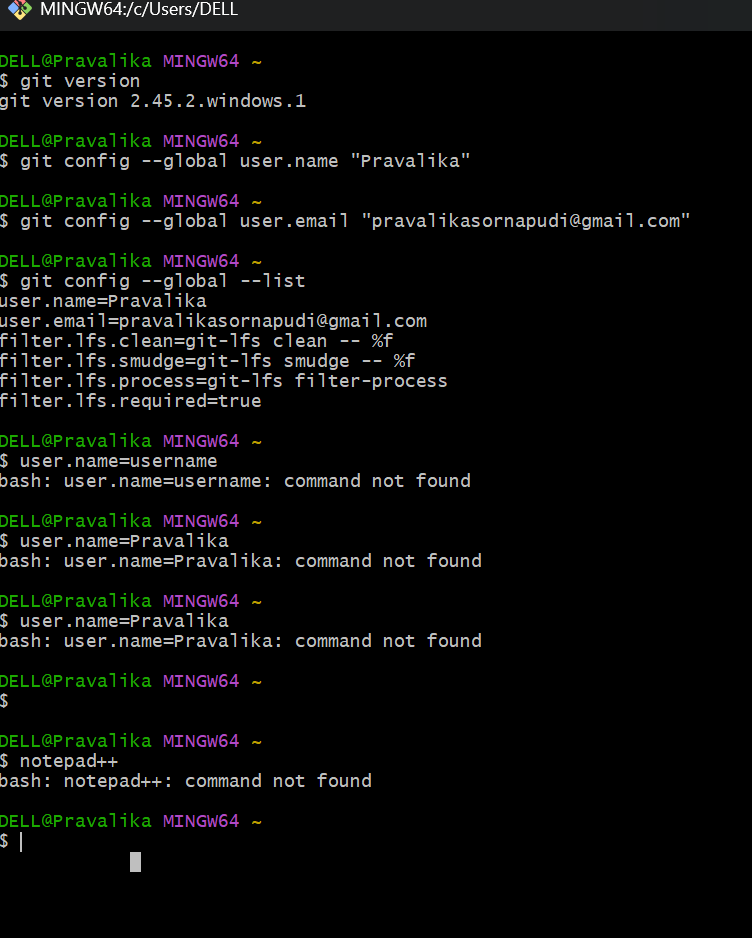 MINGW64:/c/Users/DELL
DELL@Pravalika MINGW64 ~
$ git version
git version 2.45.2.windows.1
DELL@Pravalika MINGW64 ~
$ git config --global user.name "Pravalika"
DELL@Pravalika MINGW64 ~
$ git config --global user.email "pravalikasornapudi@gmail.com"
DELL@Pravalika MINGW64 ~
$ git config --global --list
user.name=Pravalika
user.email=pravalikasornapudi@gmail.com
filter.lfs.clean=git-lfs clean -- %f
filter.lfs.smudge=git-lfs smudge -- %f
filter.lfs.process=git-lfs filter-process
filter.lfs.required=true
DELL@Pravalika MINGW64 ~
$ user.name=username
bash: user.name=username: command not found
DELL@Pravalika MINGW64 ~
$ user.name=Pravalika
bash: user.name=Pravalika: command not found
DELL@Pravalika MINGW64 ~
$ user.name=Pravalika
bash: user.name=Pravalika: command not found
DELL@Pravalika MINGW64 ~
$
DELL@Pravalika MINGW64 ~
$ notepad++
bash: notepad++: command not found
DELL@Pravalika MINGW64 ~
$